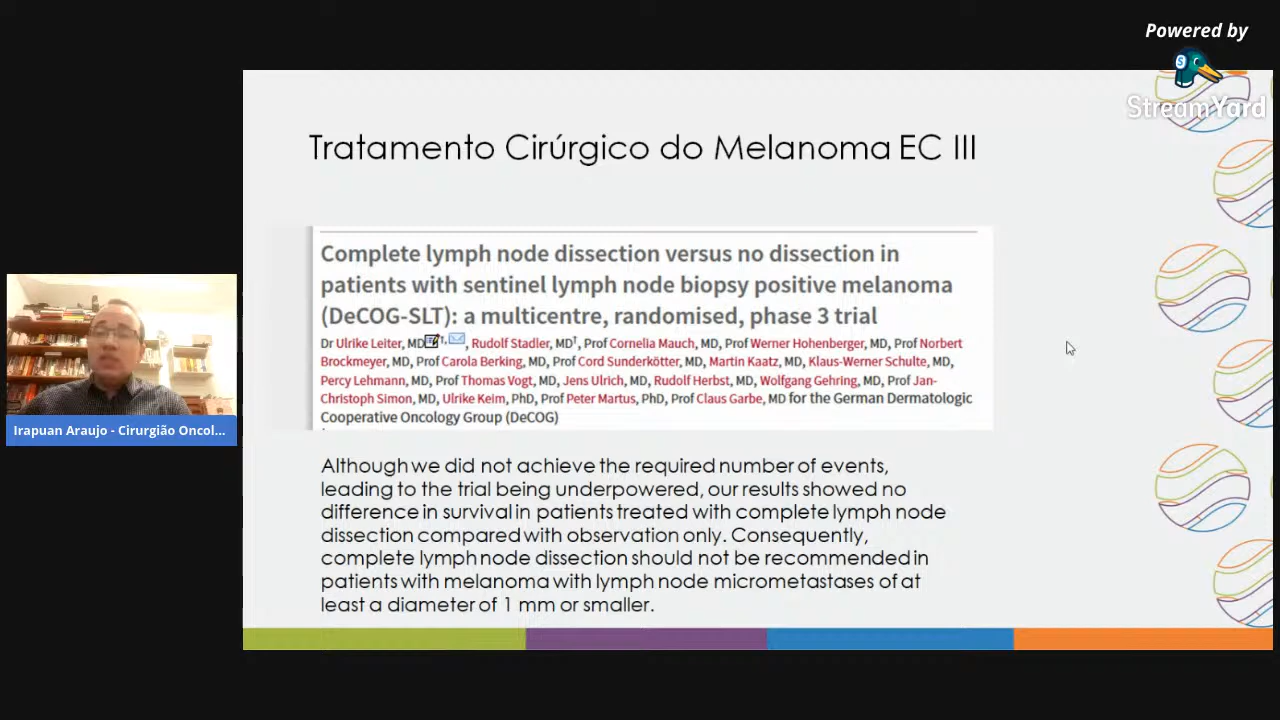 Powered by
StreamYard
Tratamento Cirúrgico do Melanoma EC III
Complete lymph node dissection versus no dissection in
patients with sentinel lymph node biopsy positive melanoma
(DeCOG-SLT): a multicentre, randomised, phase 3 trial
Dr Ulrike Leiter, MD†, Rudolf Stadler, MD†, Prof Cornelia Mauch, MD, Prof Werner Hohenberger, MD, Prof Norbert
Brockmeyer, MD, Prof Carola Berking, MD, Prof Cord Sunderkötter, MD, Martin Kaatz, MD, Klaus-Werner Schulte, MD,
Percy Lehmann, MD, Prof Thomas Vogt, MD, Jens Ulrich, MD, Rudolf Herbst, MD, Wolfgang Gehring, MD, Prof Jan-
Christoph Simon, MD, Ulrike Keim, PhD, Prof Peter Martus, PhD, Prof Claus Garbe, MD for the German Dermatologic
Cooperative Oncology Group (DeCOG)
Although we did not achieve the required number of events,
leading to the trial being underpowered, our results showed no
difference in survival in patients treated with complete lymph node
dissection compared with observation only. Consequently,
complete lymph node dissection should not be recommended in
patients with melanoma with lymph node micrometastases of at
least a diameter of 1 mm or smaller.
Irapuan Araujo - Cirurgião Oncol...